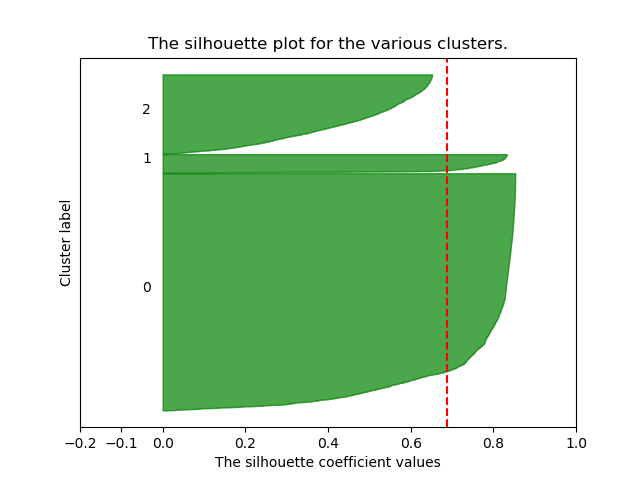 The silhouette plot for the various clusters.
2
1
0
Cluster label
−0.2 −0.1 0.0 0.2 0.4 0.6 0.8 1.0
The silhouette coefficient values